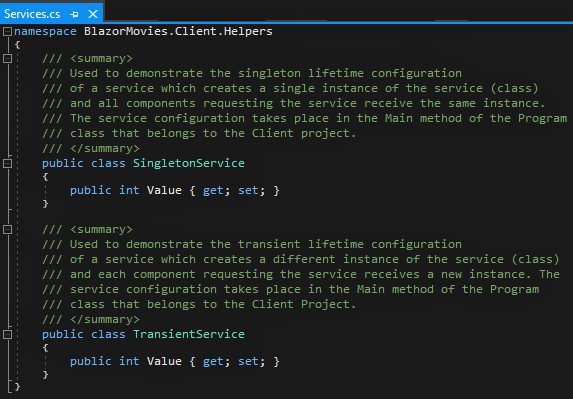 Services.cs
namespace BlazorMovies.Client.Helpers
{
/// <summary>
/// Used to demonstrate the singleton lifetime configuration
/// of a service which creates a single instance of the service (class)
/// and all components requesting the service receive the same instance.
/// The service configuration takes place in the Main method of the Program
/// class that belongs to the Client project.
/// </summary>
public class SingletonService
{
public int Value { get; set; }
}
/// <summary>
/// Used to demonstrate the transient lifetime configuration
/// of a service which creates a different instance of the service (class)
/// and each component requesting the service receives a new instance. The
/// service configuration takes place in the Main method of the Program
/// class that belongs to the Client Project.
/// </summary>
public class TransientService
{
public int Value { get; set; }
}
}